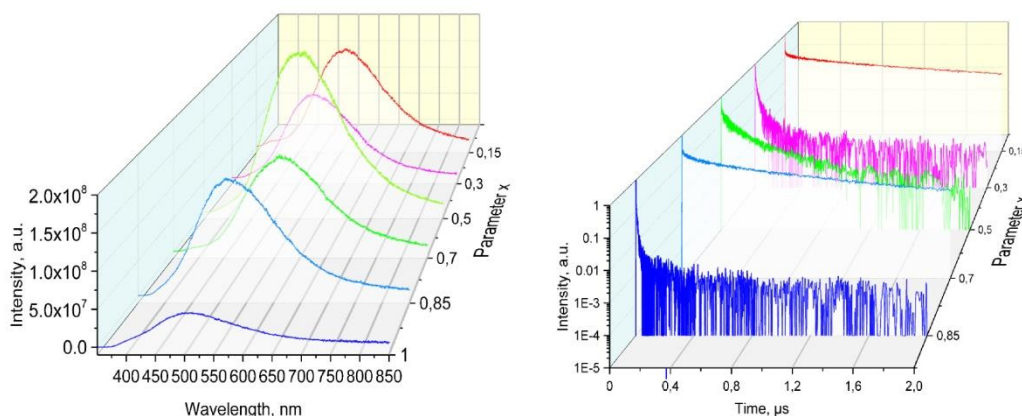 2.0x10⁸
1.5x10⁸
1.0x10⁸
5.0x10⁷
0.0
Intensity, a.u.
400 450 500 550 600 650 700 750 800 850
Wavelength, nm
0,15
0,3
0,5
0,7
0,85
1
Parameter x
1
0.1
0.01
1E-3
1E-4
1E-5
Intensity, a.u.
0 0,4 0,8 1,2 1,6 2,0
Time, µs
0,15
0,3
0,5
0,7
0,85
Parameter x